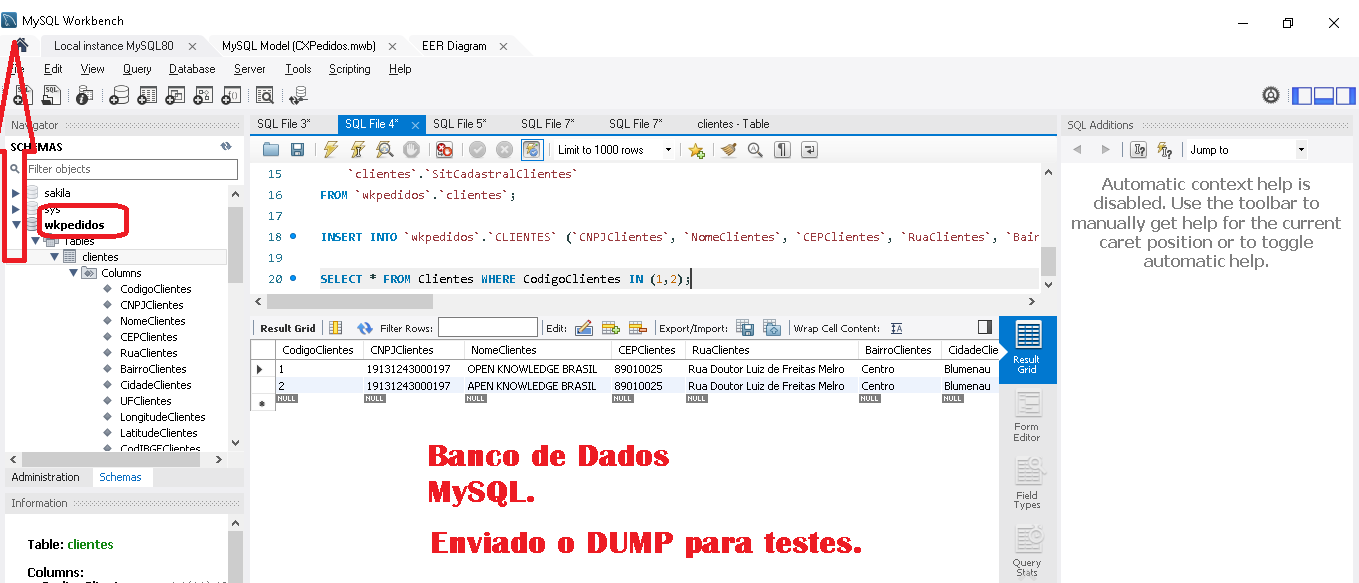 MySQL Workbench
Local instance MySQL80
MySQL Model (CXPedidos.mwb)
EER Diagram
Edit View Query Database Server Tools Scripting Help
Navigator
SCHEMAS
Filter objects
sakila
sys
wkpedidos
Tables
clientes
Columns
CodigoClientes
CNPJClientes
NomeClientes
CEPClientes
RuaClientes
BairroClientes
CidadeClientes
UFClientes
LongitudeClientes
LatitudeClientes
CodIBGEClientes
Administration Schemas
Information
Table: clientes
Columns:
SQL File 3* SQL File 4* SQL File 5* SQL File 7* SQL File 7* clientes - Table
Limit to 1000 rows
15 `clientes`.`SitCadastralClientes`
16 FROM `wkpedidos`.`clientes`;
17
18 INSERT INTO `wkpedidos`.`CLIENTES` (`CNPJClientes`, `NomeClientes`, `CEPClientes`, `RuaClientes`, `Bair
19
20 SELECT * FROM Clientes WHERE CodigoClientes IN (1,2);
Result Grid Filter Rows: Edit: Export/Import: Wrap Cell Content:
CodigoClientes CNPJClientes NomeClientes CEPClientes RuaClientes BairroClientes CidadeClie
1 19131243000197 OPEN KNOWLEDGE BRASIL 89010025 Rua Doutor Luiz de Freitas Melro Centro Blumenau
2 19131243000197 APEN KNOWLEDGE BRASIL 89010025 Rua Doutor Luiz de Freitas Melro Centro Blumenau
NULL NULL NULL NULL NULL NULL NULL
Banco de Dados
MySQL.
Enviado o DUMP para testes.
Result
Grid
Form
Editor
Field
Types
Query
Stats
SQL Additions
Jump to
Automatic context help is
disabled. Use the toolbar to
manually get help for the current
caret position or to toggle
automatic help.